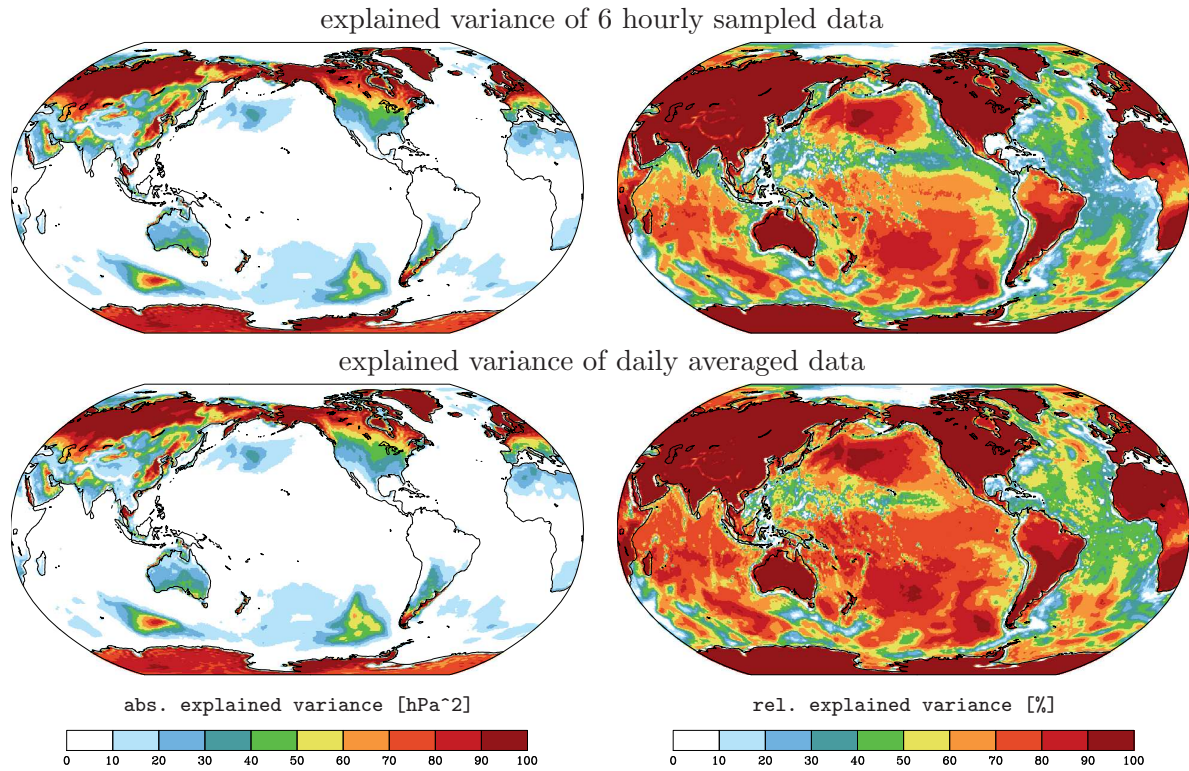 explained variance of 6 hourly sampled data
explained variance of daily averaged data
abs. explained variance [hPa^2]
rel. explained variance [%]
0 10 20 30 40 50 60 70 80 90 100
0 10 20 30 40 50 60 70 80 90 100